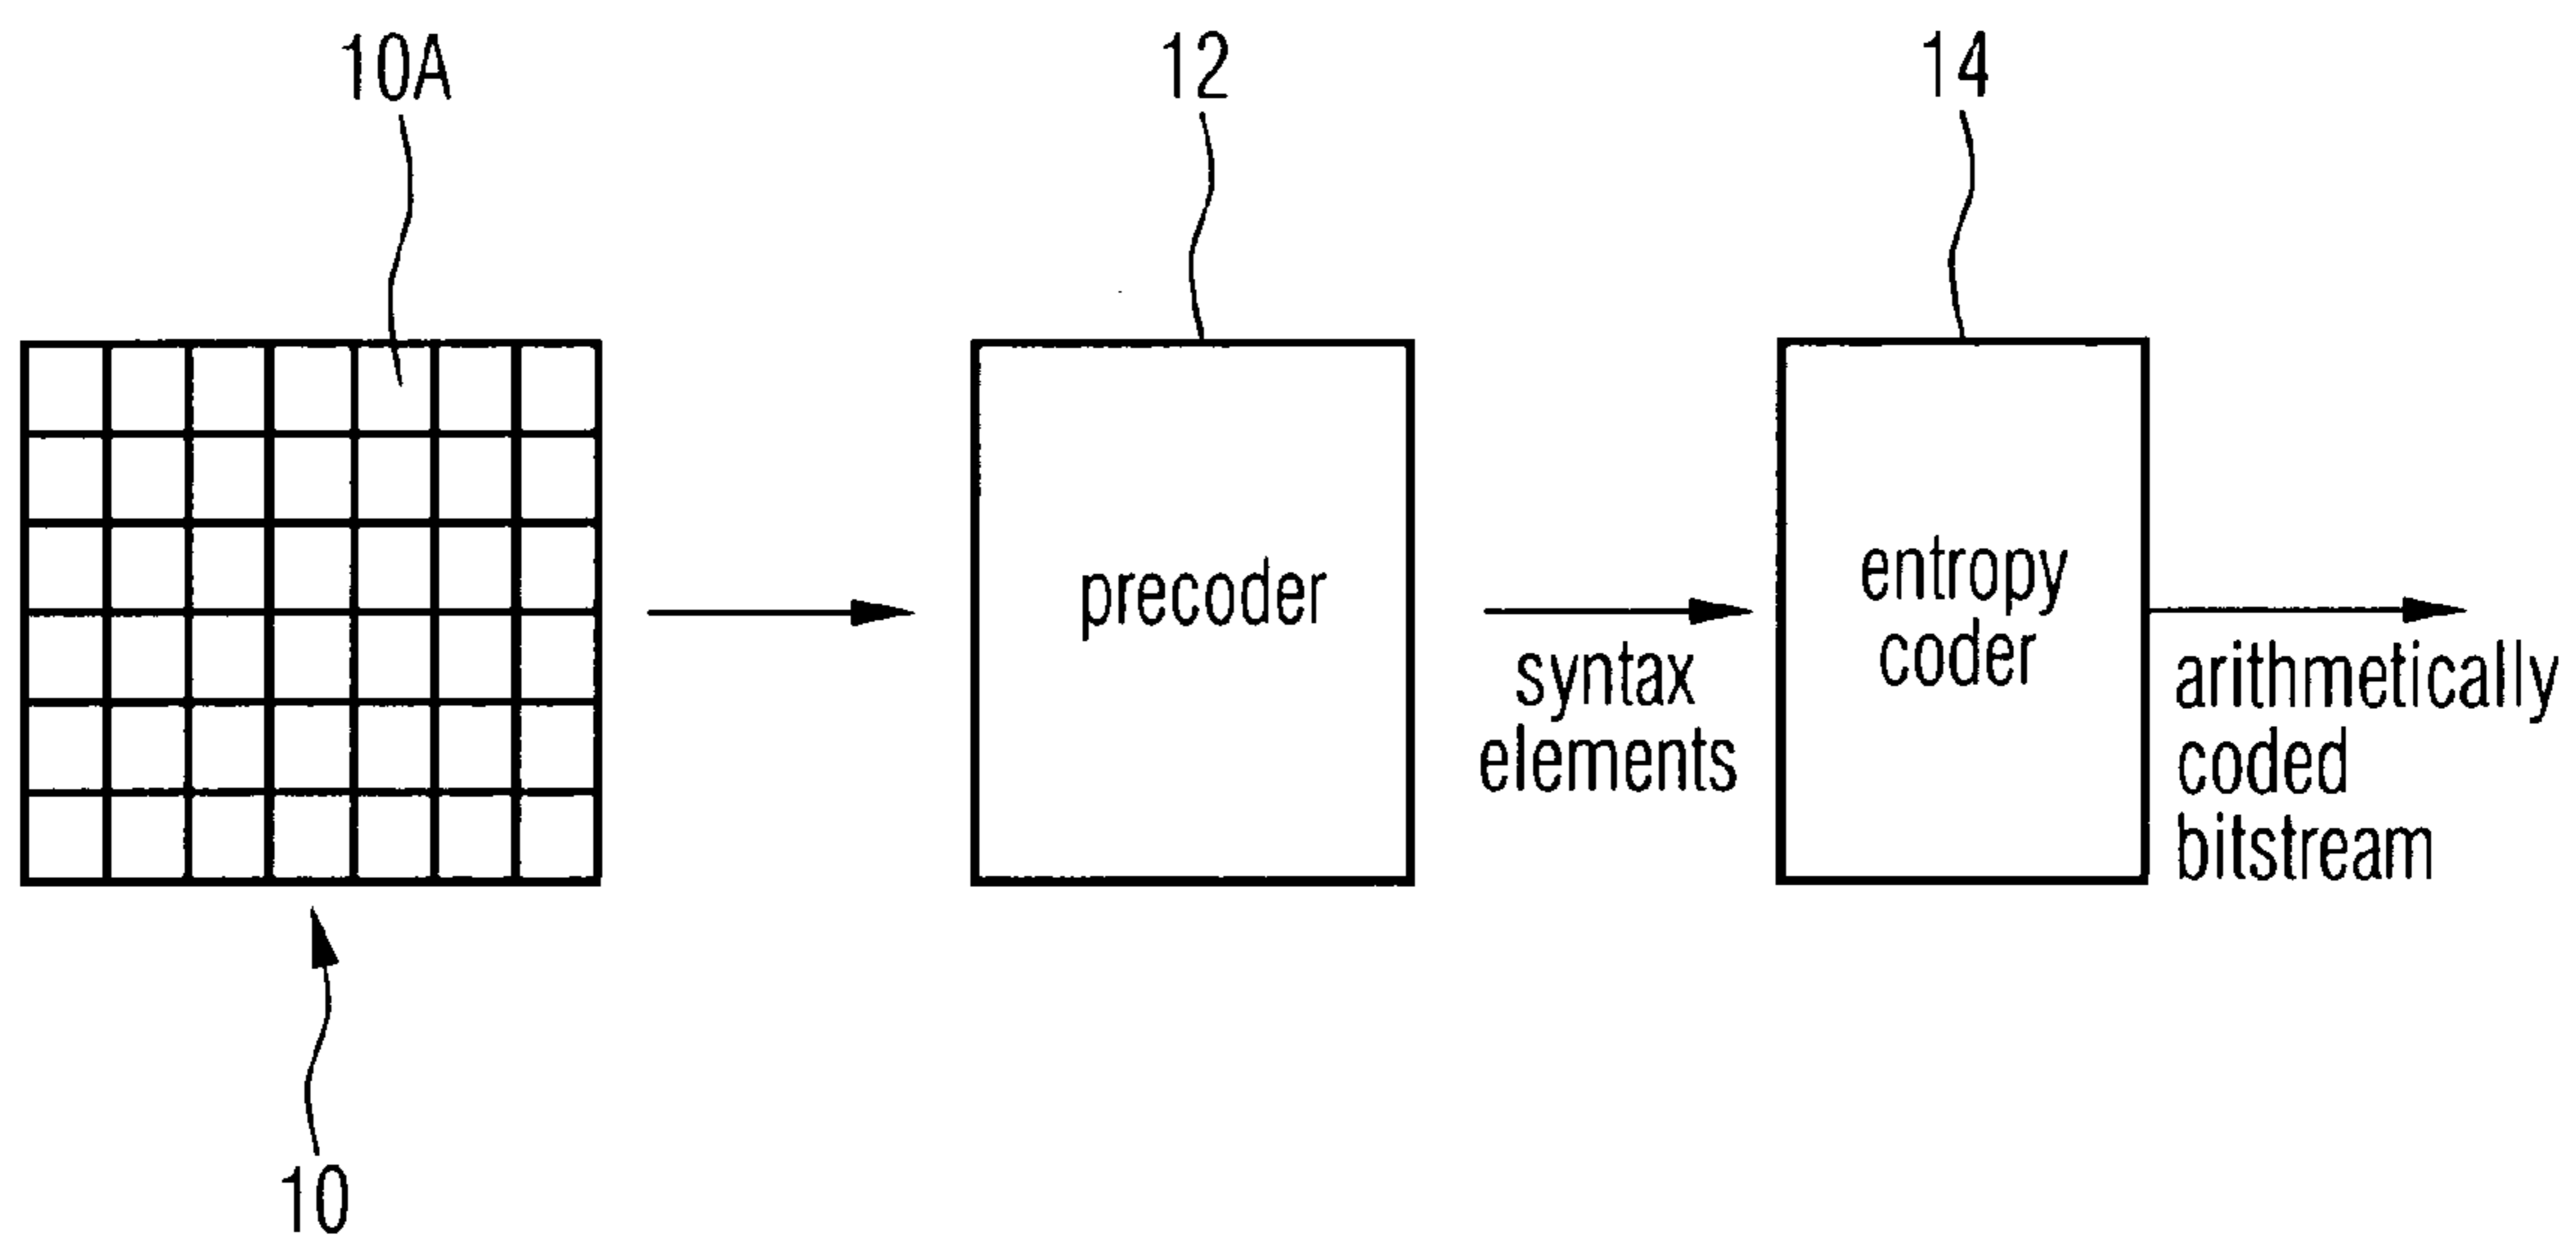 10A
12
14
precoder
syntax
elements
entropy
coder
arithmetically
coded
bitstream
10